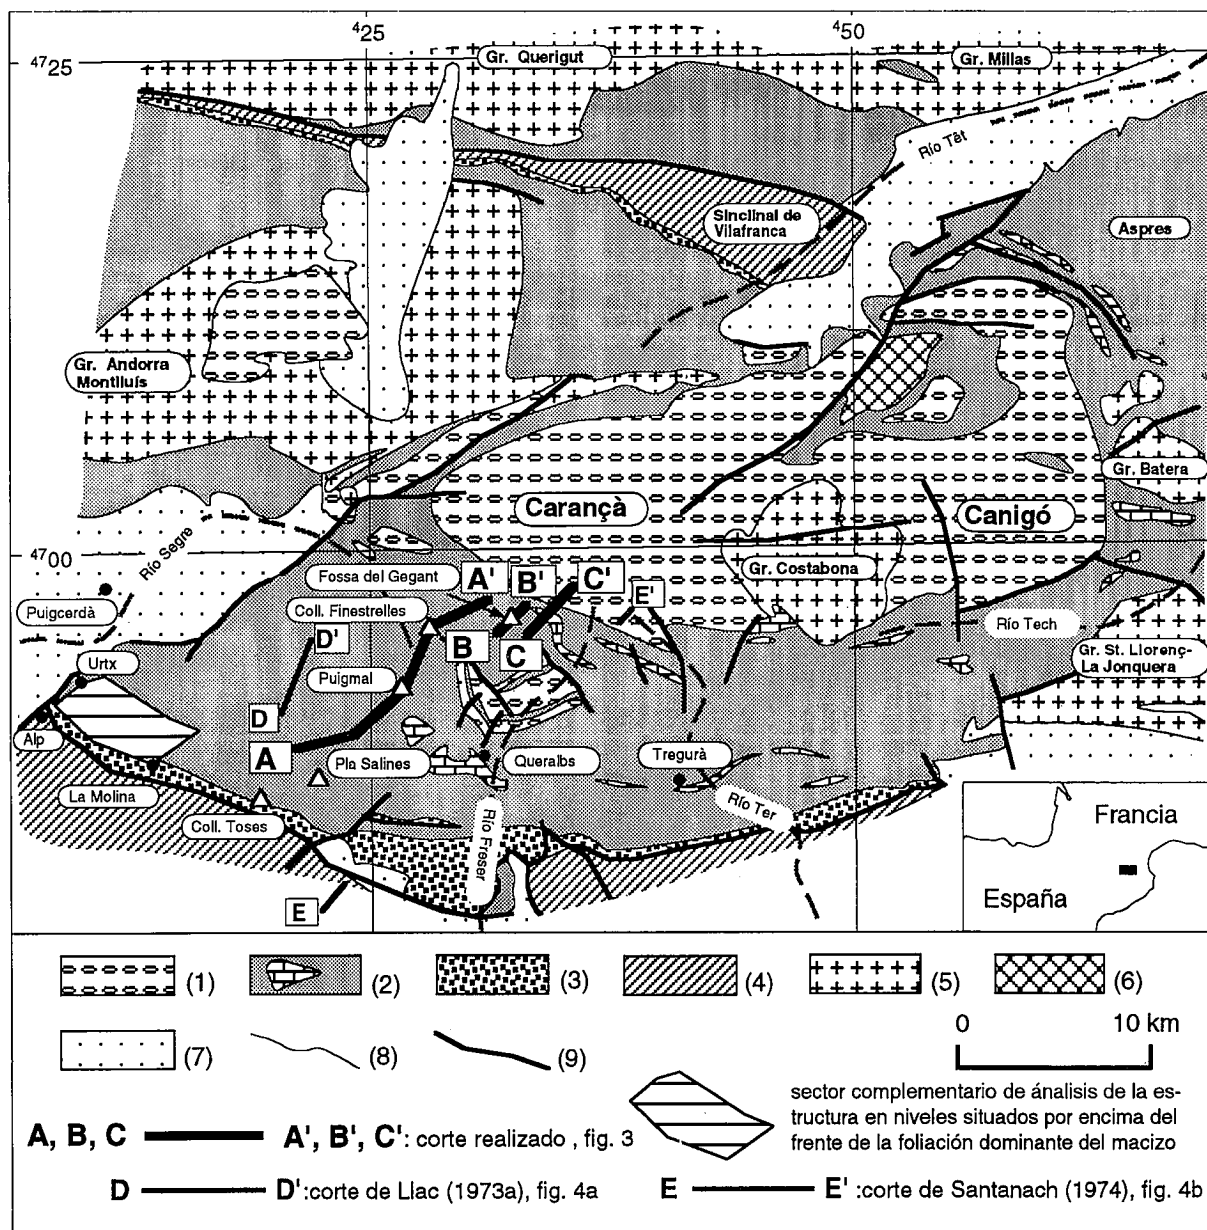 ⁴25
⁴50
⁴725
Gr. Querigut
Gr. Millas
Río Têt
Sinclinal de
Vilafranca
Aspres
Gr. Andorra
Montlluís
Gr. Batera
Carançà
Canigó
⁴700
Río Segre
Fossa del Gegant
A'
B'
C'
Gr. Costabona
Puigcerdà
Coll. Finestrelles
E'
D'
B
C
Río Tech
Urtx
Puigmal
Gr. St. Llorenç-
La Jonquera
D
Alp
A
Pla Salines
Queralbs
Tregurà
La Molina
Coll. Toses
Río Freser
Río Ter
Francia
España
E
(1)
(2)
(3)
(4)
(5)
(6)
(7)
(8)
(9)
0 10 km
sector complementario de ánalisis de la es-
tructura en niveles situados por encima del
frente de la foliación dominante del macizo
A, B, C A', B', C': corte realizado , fig. 3
D D' :corte de Llac (1973a), fig. 4a
E E' :corte de Santanach (1974), fig. 4b